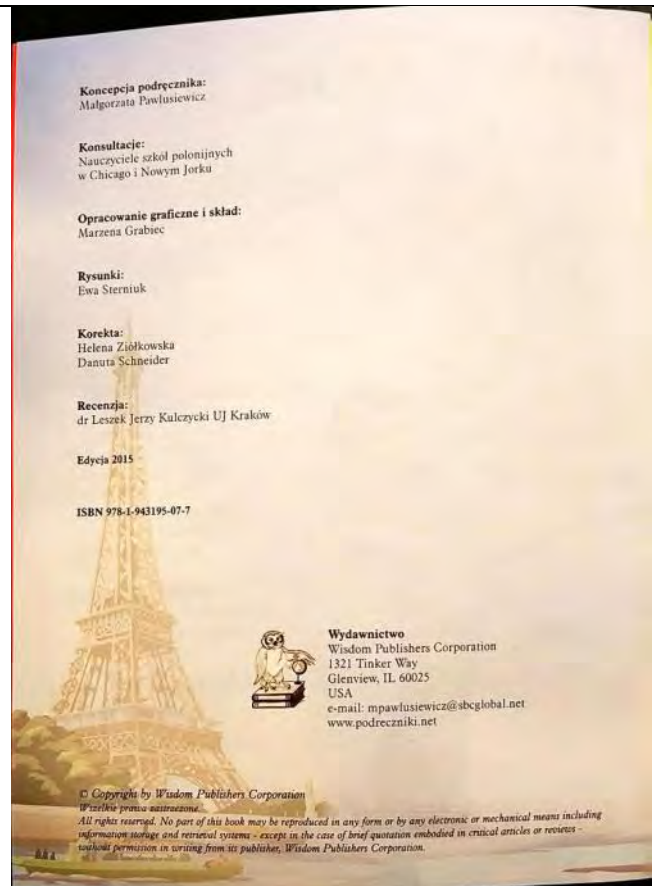 Koncepcja podręcznika:
Małgorzata Pawlusiewicz
Konsultacje:
Nauczyciele szkół polonijnych
w Chicago i Nowym Jorku
Opracowanie graficzne i skład:
Marzena Grabiec
Rysunki:
Ewa Sterniuk
Korekta:
Helena Ziółkowska
Danuta Schneider
Recenzja:
dr Leszek Jerzy Kulczycki UJ Kraków
Edycja 2015
ISBN 978-1-943195-07-7
Wydawnictwo
Wisdom Publishers Corporation
1321 Tinker Way
Glenview, IL 60025
USA
e-mail: mpawlusiewicz@sbcglobal.net
www.podreczniki.net
© Copyright by Wisdom Publishers Corporation
Wszelkie prawa zastrzeżone.
All rights reserved. No part of this book may be reproduced in any form or by any electronic or mechanical means including
information storage and retrieval systems - except in the case of brief quotation embodied in critical articles or reviews -
without permission in writing from its publisher, Wisdom Publishers Corporation.